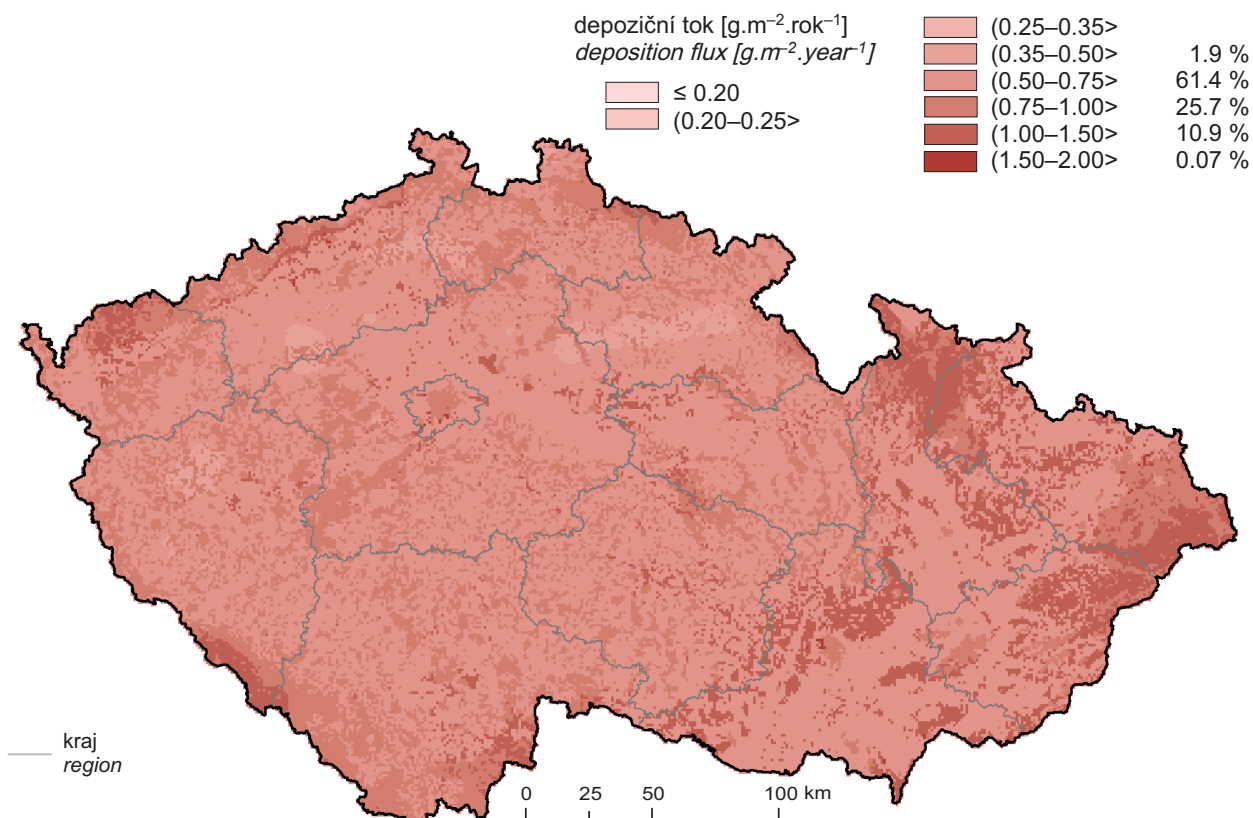 depoziční tok [g.m⁻².rok⁻¹]
deposition flux [g.m⁻².year⁻¹]
≤ 0.20
(0.20–0.25>
(0.25–0.35>
(0.35–0.50> 1.9 %
(0.50–0.75> 61.4 %
(0.75–1.00> 25.7 %
(1.00–1.50> 10.9 %
(1.50–2.00> 0.07 %
kraj
region
0 25 50 100 km